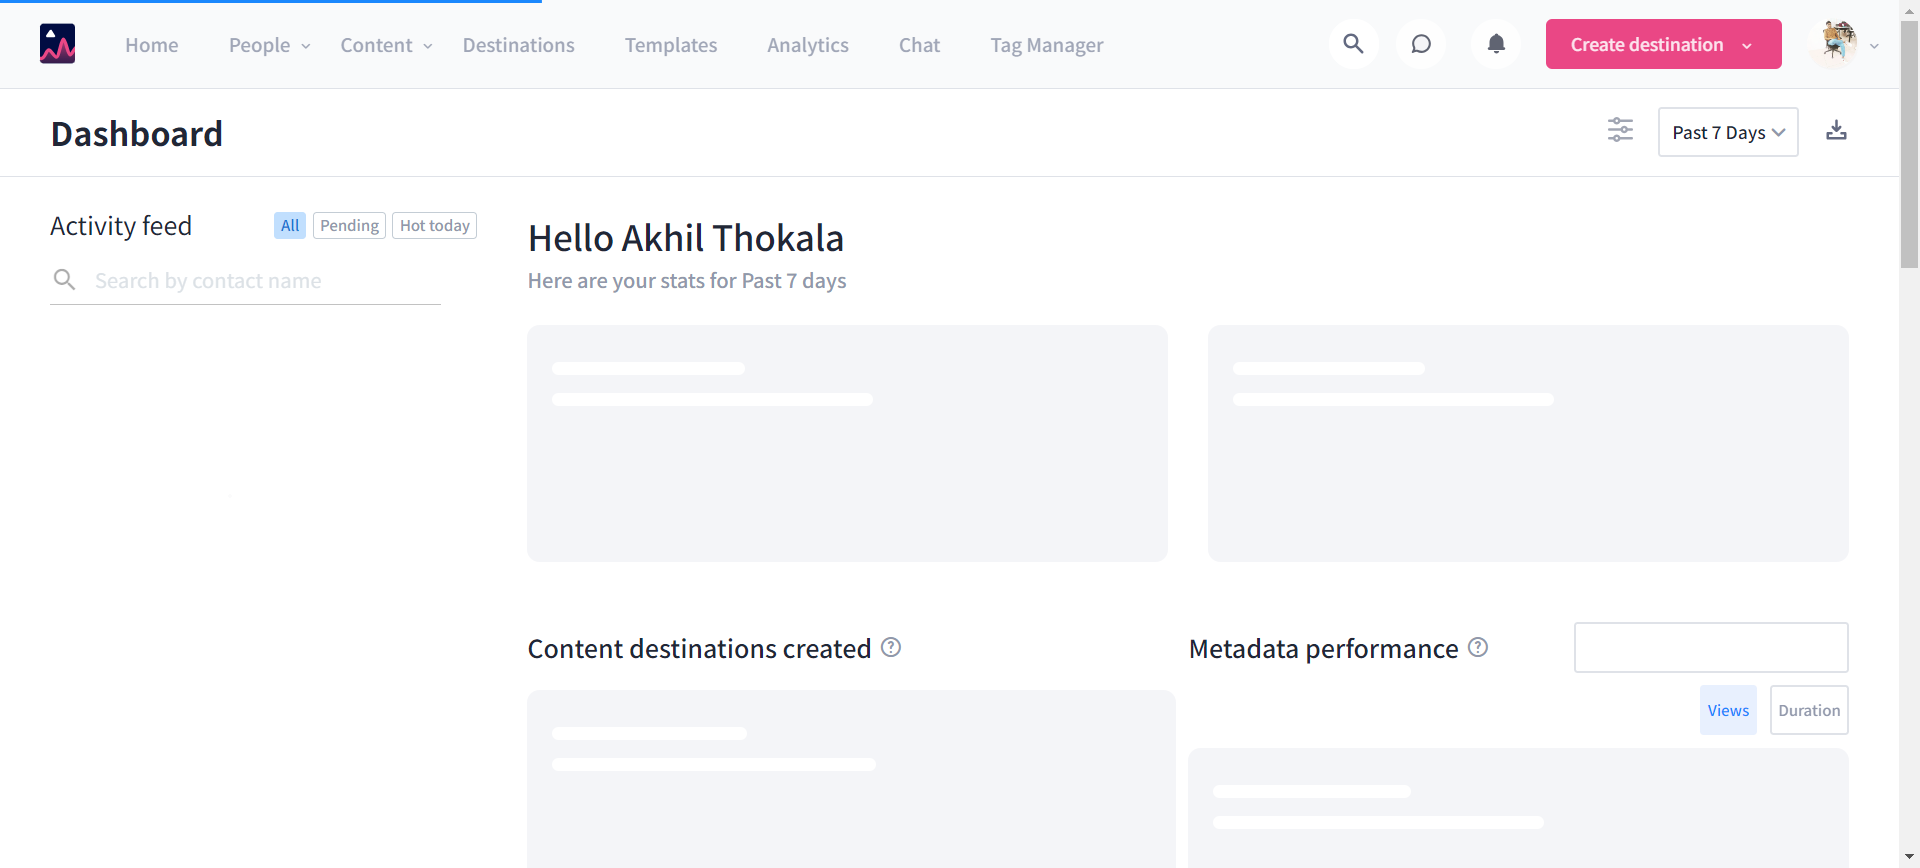 Home
People
Content
Destinations
Templates
Analytics
Chat
Tag Manager
Create destination
Dashboard
Past 7 Days
Activity feed
All
Pending
Hot today
Search by contact name
Hello Akhil Thokala
Here are your stats for Past 7 days
Content destinations created ?
Metadata performance ?
Views
Duration